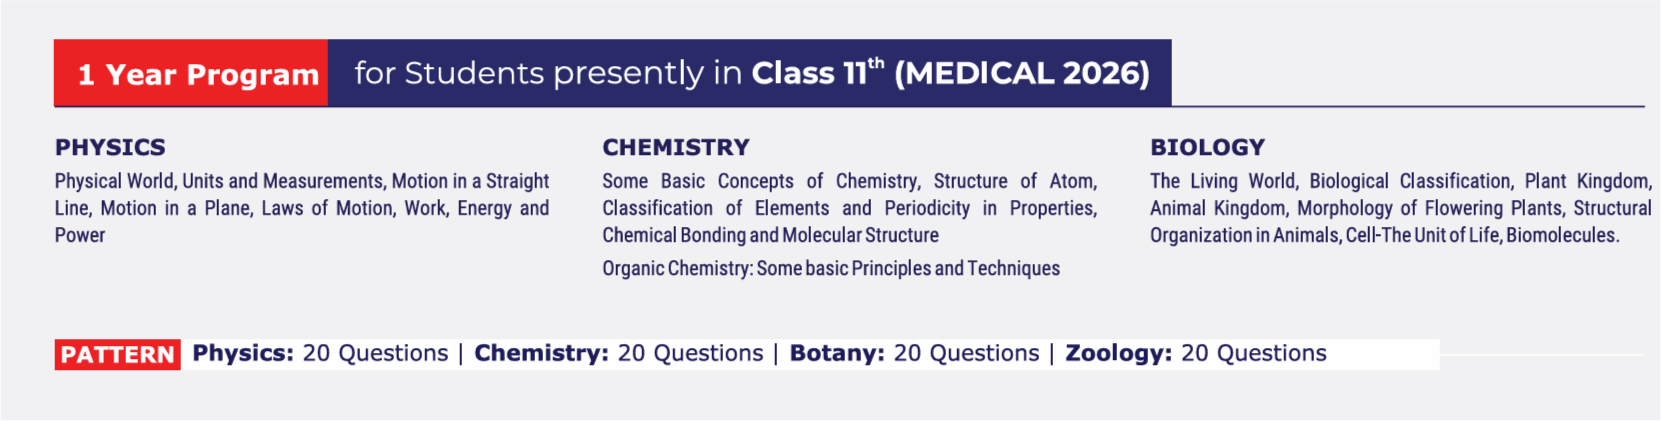 1 Year Program for Students presently in Class 11th (MEDICAL 2026)
PHYSICS
Physical World, Units and Measurements, Motion in a Straight
Line, Motion in a Plane, Laws of Motion, Work, Energy and
Power
CHEMISTRY
Some Basic Concepts of Chemistry, Structure of Atom,
Classification of Elements and Periodicity in Properties,
Chemical Bonding and Molecular Structure
Organic Chemistry: Some basic Principles and Techniques
BIOLOGY
The Living World, Biological Classification, Plant Kingdom,
Animal Kingdom, Morphology of Flowering Plants, Structural
Organization in Animals, Cell-The Unit of Life, Biomolecules.
PATTERN Physics: 20 Questions | Chemistry: 20 Questions | Botany: 20 Questions | Zoology: 20 Questions